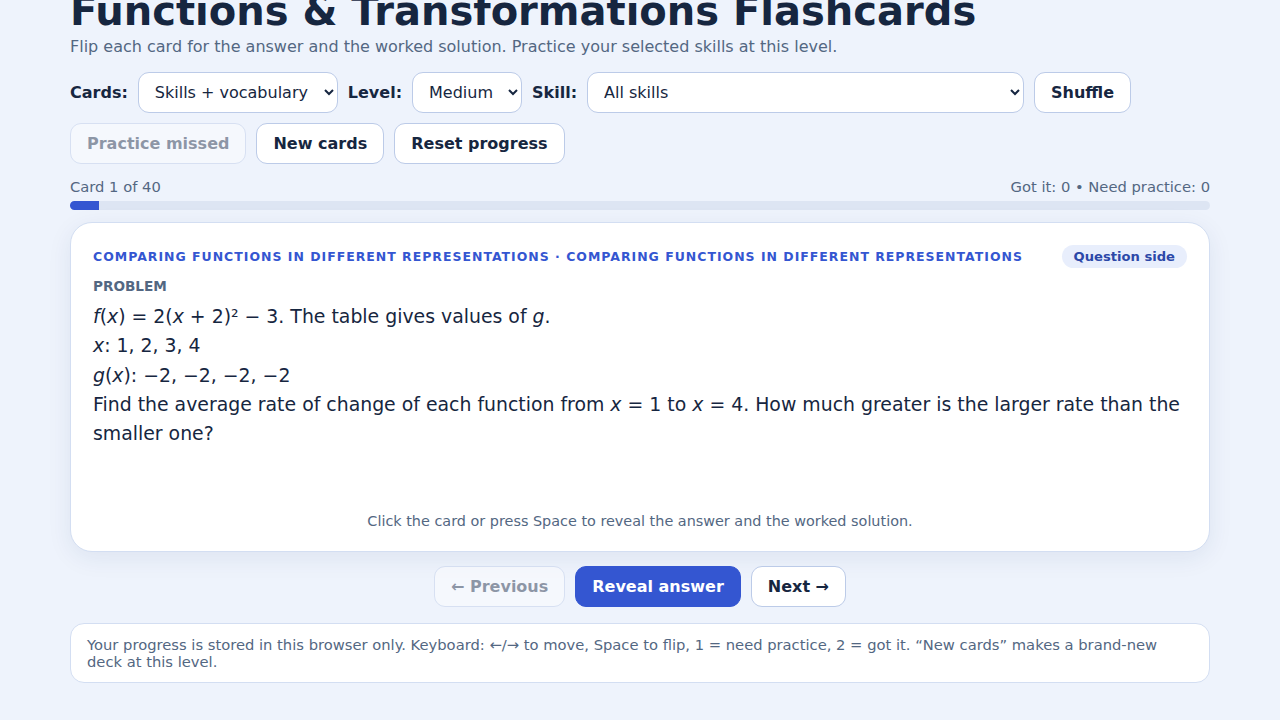 Functions & Transformations Flashcards
Flip each card for the answer and the worked solution. Practice your selected skills at this level.
Cards: Skills + vocabulary Level: Medium Skill: All skills Shuffle
Practice missed New cards Reset progress
Card 1 of 40 Got it: 0 • Need practice: 0
COMPARING FUNCTIONS IN DIFFERENT REPRESENTATIONS · COMPARING FUNCTIONS IN DIFFERENT REPRESENTATIONS Question side
PROBLEM
f(x) = 2(x + 2)² − 3. The table gives values of g.
x: 1, 2, 3, 4
g(x): −2, −2, −2, −2
Find the average rate of change of each function from x = 1 to x = 4. How much greater is the larger rate than the
smaller one?
Click the card or press Space to reveal the answer and the worked solution.
← Previous Reveal answer Next →
Your progress is stored in this browser only. Keyboard: ←/→ to move, Space to flip, 1 = need practice, 2 = got it. “New cards” makes a brand-new
deck at this level.